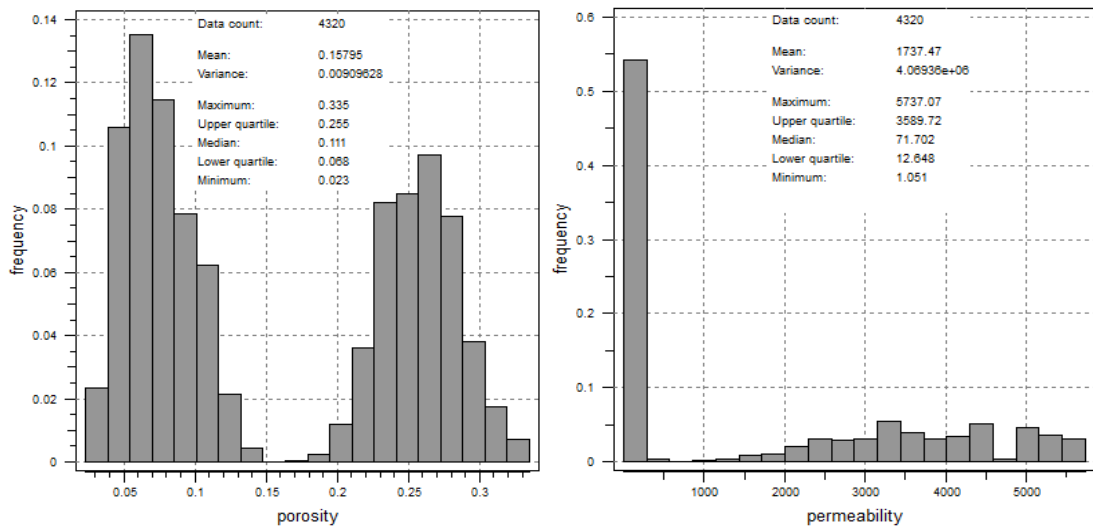 0.14
0.12
0.1
0.08
0.06
0.04
0.02
0
frequency
Data count: 4320
Mean: 0.15795
Variance: 0.00909628
Maximum: 0.335
Upper quartile: 0.255
Median: 0.111
Lower quartile: 0.068
Minimum: 0.023
0.05 0.1 0.15 0.2 0.25 0.3
porosity
0.6
0.5
0.4
0.3
0.2
0.1
0
frequency
Data count: 4320
Mean: 1737.47
Variance: 4.06936e+06
Maximum: 5737.07
Upper quartile: 3589.72
Median: 71.702
Lower quartile: 12.648
Minimum: 1.051
1000 2000 3000 4000 5000
permeability